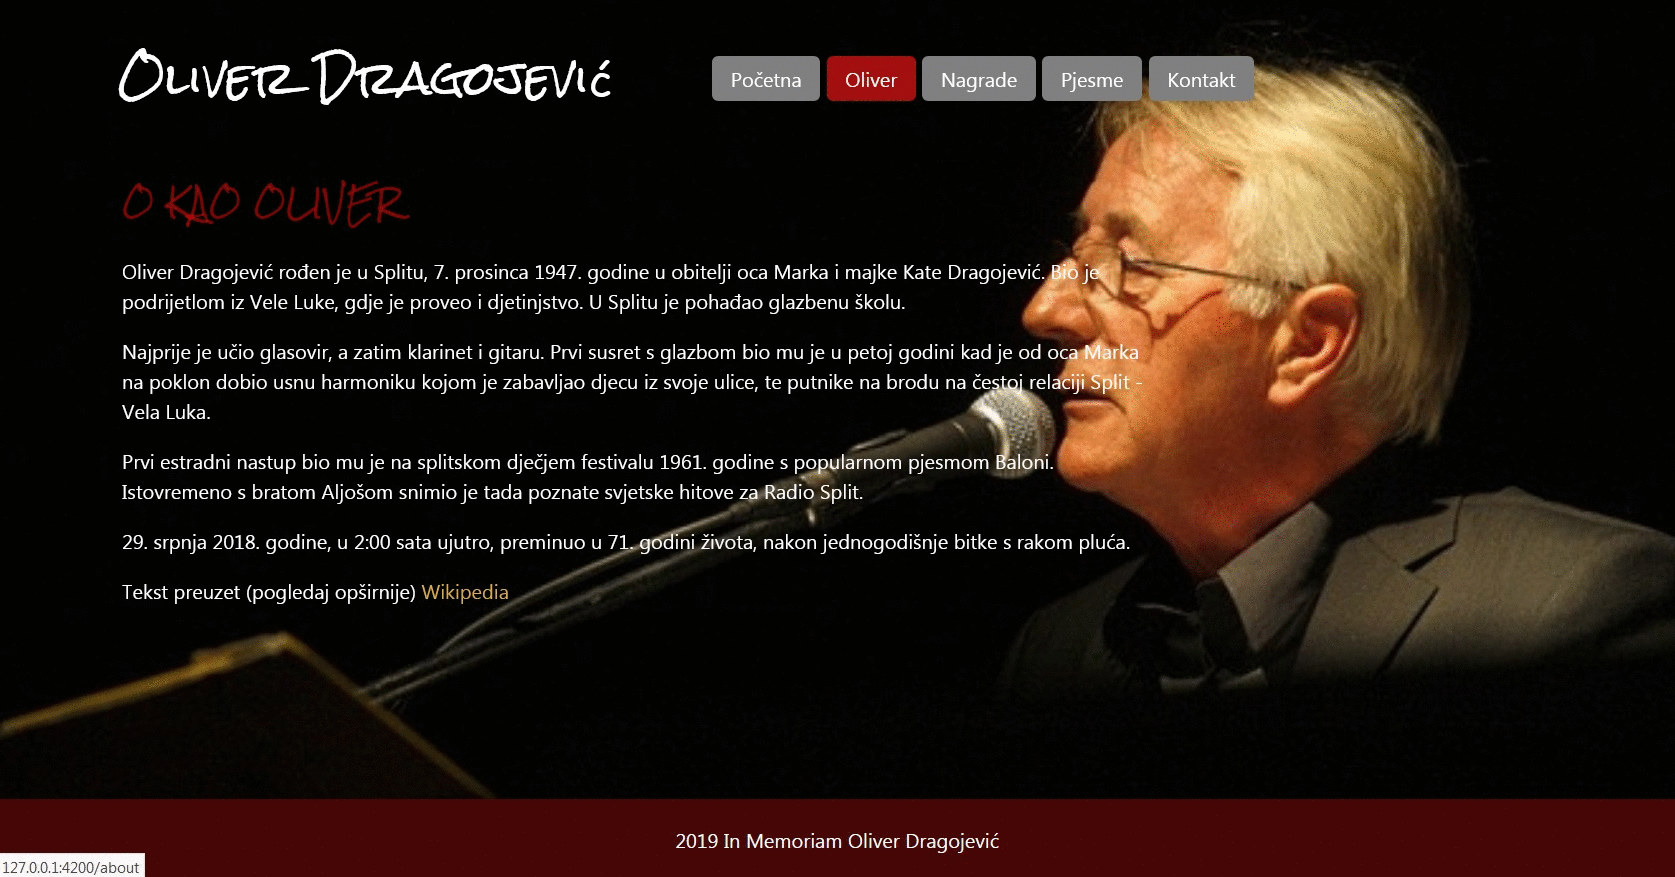 Oliver Dragojević
Početna Oliver Nagrade Pjesme Kontakt
O KAO OLIVER
Oliver Dragojević rođen je u Splitu, 7. prosinca 1947. godine u obitelji oca Marka i majke Kate Dragojević. Bio je
podrijetlom iz Vele Luke, gdje je proveo i djetinjstvo. U Splitu je pohađao glazbenu školu.
Najprije je učio glasovir, a zatim klarinet i gitaru. Prvi susret s glazbom bio mu je u petoj godini kad je od oca Marka
na poklon dobio usnu harmoniku kojom je zabavljao djecu iz svoje ulice, te putnike na brodu na čestoj relaciji Split -
Vela Luka.
Prvi estradni nastup bio mu je na splitskom dječjem festivalu 1961. godine s popularnom pjesmom Baloni.
Istovremeno s bratom Aljošom snimio je tada poznate svjetske hitove za Radio Split.
29. srpnja 2018. godine, u 2:00 sata ujutro, preminuo u 71. godini života, nakon jednogodišnje bitke s rakom pluća.
Tekst preuzet (pogledaj opširnije) Wikipedia
2019 In Memoriam Oliver Dragojević
127.0.0.1:4200/about